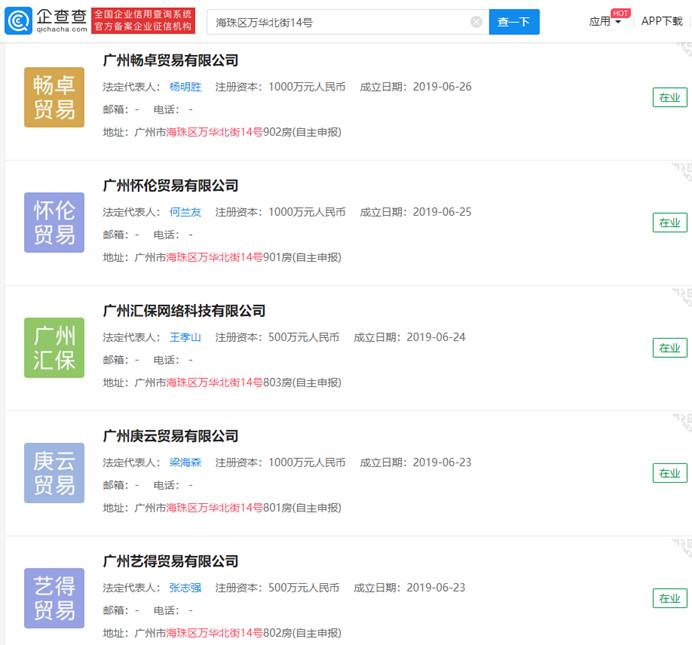 企查查
qichacha.com
全国企业信用查询系统
官方备案企业征信机构
海珠区万华北街14号
查一下
应用
HOT
APP下载
畅卓
贸易
广州畅卓贸易有限公司
法定代表人： 杨明胜 注册资本：1000万元人民币 成立日期：2019-06-26
邮箱：- 电话： -
地址：广州市海珠区万华北街14号902房(自主申报)
在业
怀伦
贸易
广州怀伦贸易有限公司
法定代表人： 何兰友 注册资本：1000万元人民币 成立日期：2019-06-25
邮箱：- 电话： -
地址：广州市海珠区万华北街14号901房(自主申报)
在业
广州
汇保
广州汇保网络科技有限公司
法定代表人： 王孝山 注册资本：500万元人民币 成立日期：2019-06-24
邮箱：- 电话： -
地址：广州市海珠区万华北街14号803房(自主申报)
在业
庚云
贸易
广州庚云贸易有限公司
法定代表人： 梁海森 注册资本：1000万元人民币 成立日期：2019-06-23
邮箱：- 电话： -
地址：广州市海珠区万华北街14号801房(自主申报)
在业
艺得
贸易
广州艺得贸易有限公司
法定代表人： 张志强 注册资本：500万元人民币 成立日期：2019-06-23
邮箱：- 电话： -
地址：广州市海珠区万华北街14号802房(自主申报)
在业